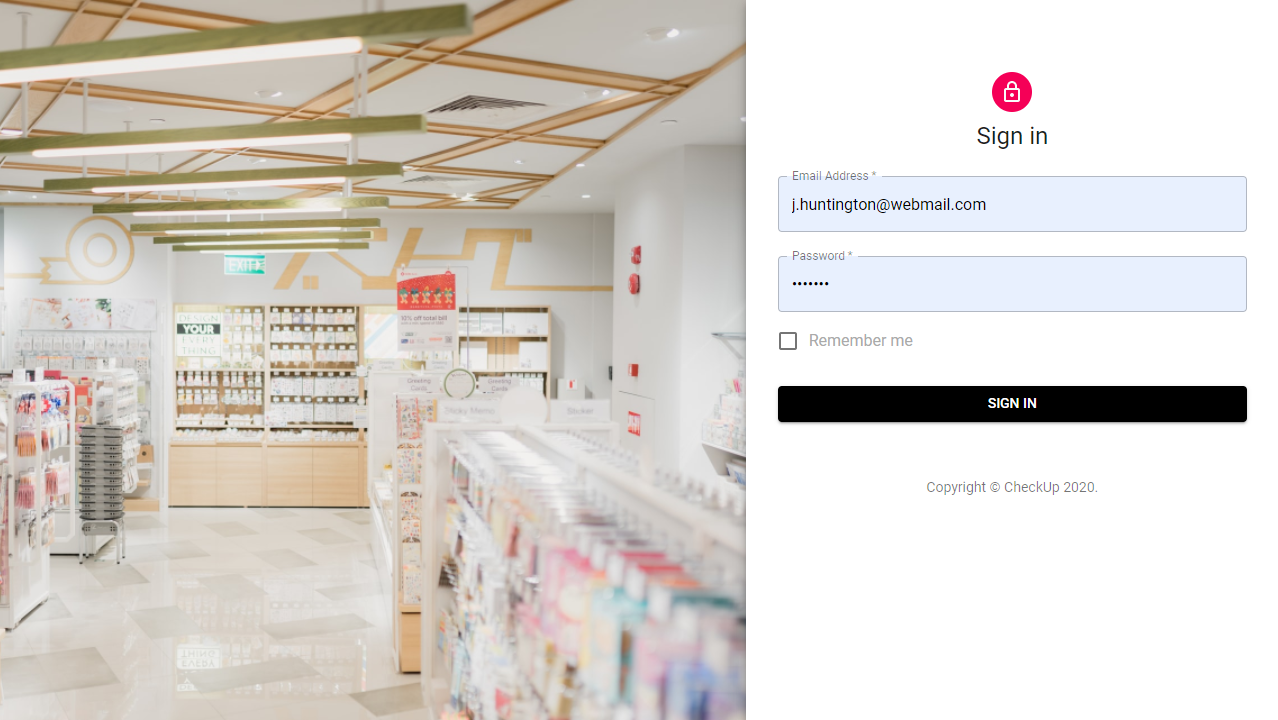 EXIT
DESIGN
YOUR
EVERY
THING
10% off total bill
Greeting
Cards
Greeting
Cards
Sticky Memo
Sticker
Sign in
Email Address *
j.huntington@webmail.com
Password *
•••••••
Remember me
SIGN IN
Copyright © CheckUp 2020.